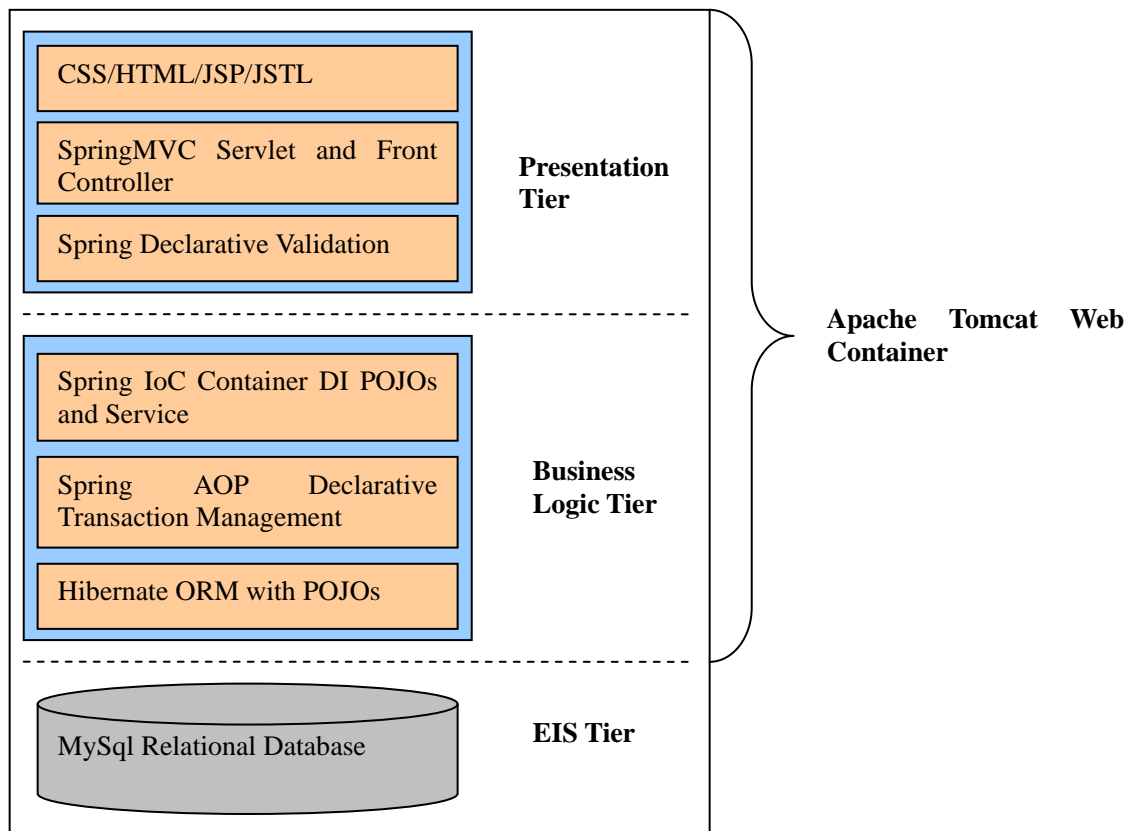 CSS/HTML/JSP/JSTL
SpringMVC Servlet and Front
Controller
Spring Declarative Validation
Presentation
Tier
Apache Tomcat Web
Container
Spring IoC Container DI POJOs
and Service
Spring AOP Declarative
Transaction Management
Hibernate ORM with POJOs
Business
Logic Tier
MySql Relational Database
EIS Tier